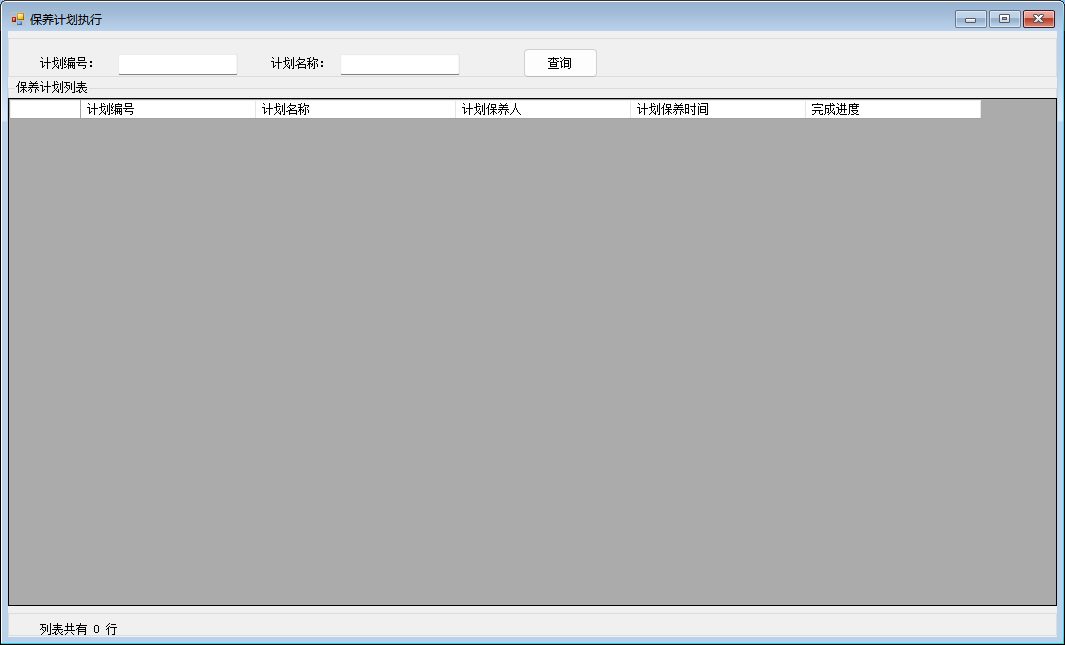 保养计划执行
计划编号： 计划名称： 查询
保养计划列表
计划编号 计划名称 计划保养人 计划保养时间 完成进度
列表共有 0 行